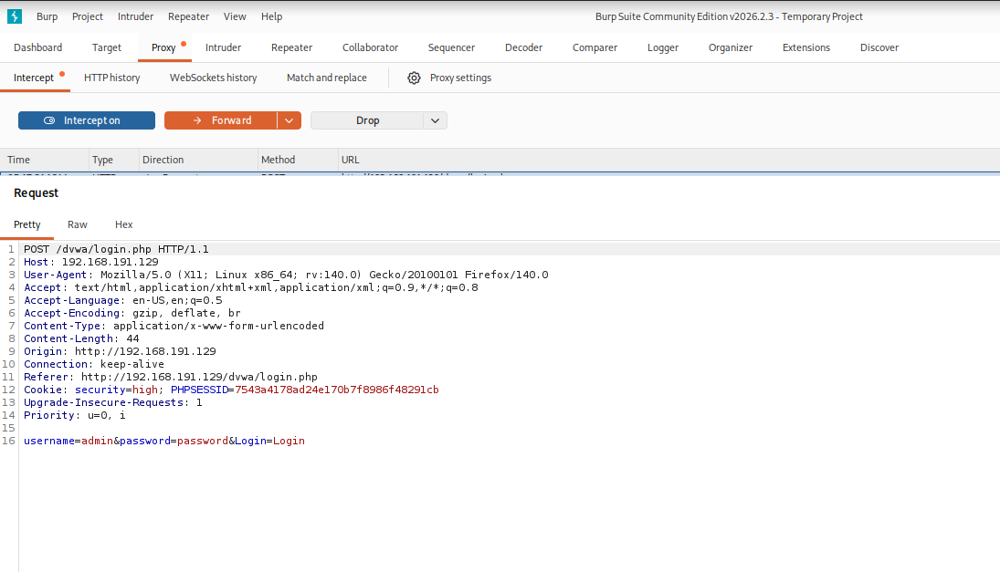 Burp Project Intruder Repeater View Help Burp Suite Community Edition v2026.2.3 - Temporary Project
Dashboard Target Proxy Intruder Repeater Collaborator Sequencer Decoder Comparer Logger Organizer Extensions Discover
Intercept HTTP history WebSockets history Match and replace Proxy settings
Intercept on Forward Drop
Time Type Direction Method URL
Request
Pretty Raw Hex
1 POST /dvwa/login.php HTTP/1.1
2 Host: 192.168.191.129
3 User-Agent: Mozilla/5.0 (X11; Linux x86_64; rv:140.0) Gecko/20100101 Firefox/140.0
4 Accept: text/html,application/xhtml+xml,application/xml;q=0.9,*/*;q=0.8
5 Accept-Language: en-US,en;q=0.5
6 Accept-Encoding: gzip, deflate, br
7 Content-Type: application/x-www-form-urlencoded
8 Content-Length: 44
9 Origin: http://192.168.191.129
10 Connection: keep-alive
11 Referer: http://192.168.191.129/dvwa/login.php
12 Cookie: security=high; PHPSESSID=7543a4178ad24e170b7f8986f48291cb
13 Upgrade-Insecure-Requests: 1
14 Priority: u=0, i
15
16 username=admin&password=password&Login=Login